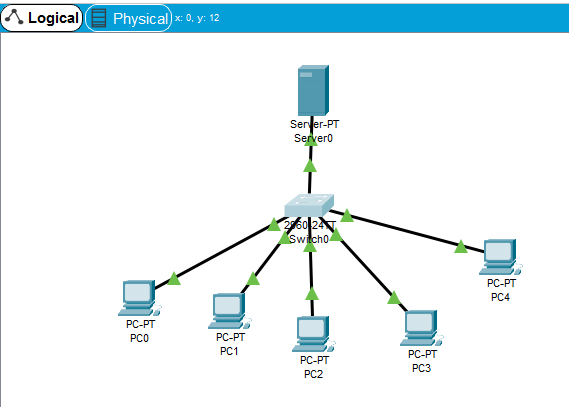 Logical
Physical
x: 0, y: 12
Server-PT
Server0
2960-24TT
Switch0
PC-PT
PC4
PC-PT
PC0
PC-PT
PC1
PC-PT
PC2
PC-PT
PC3